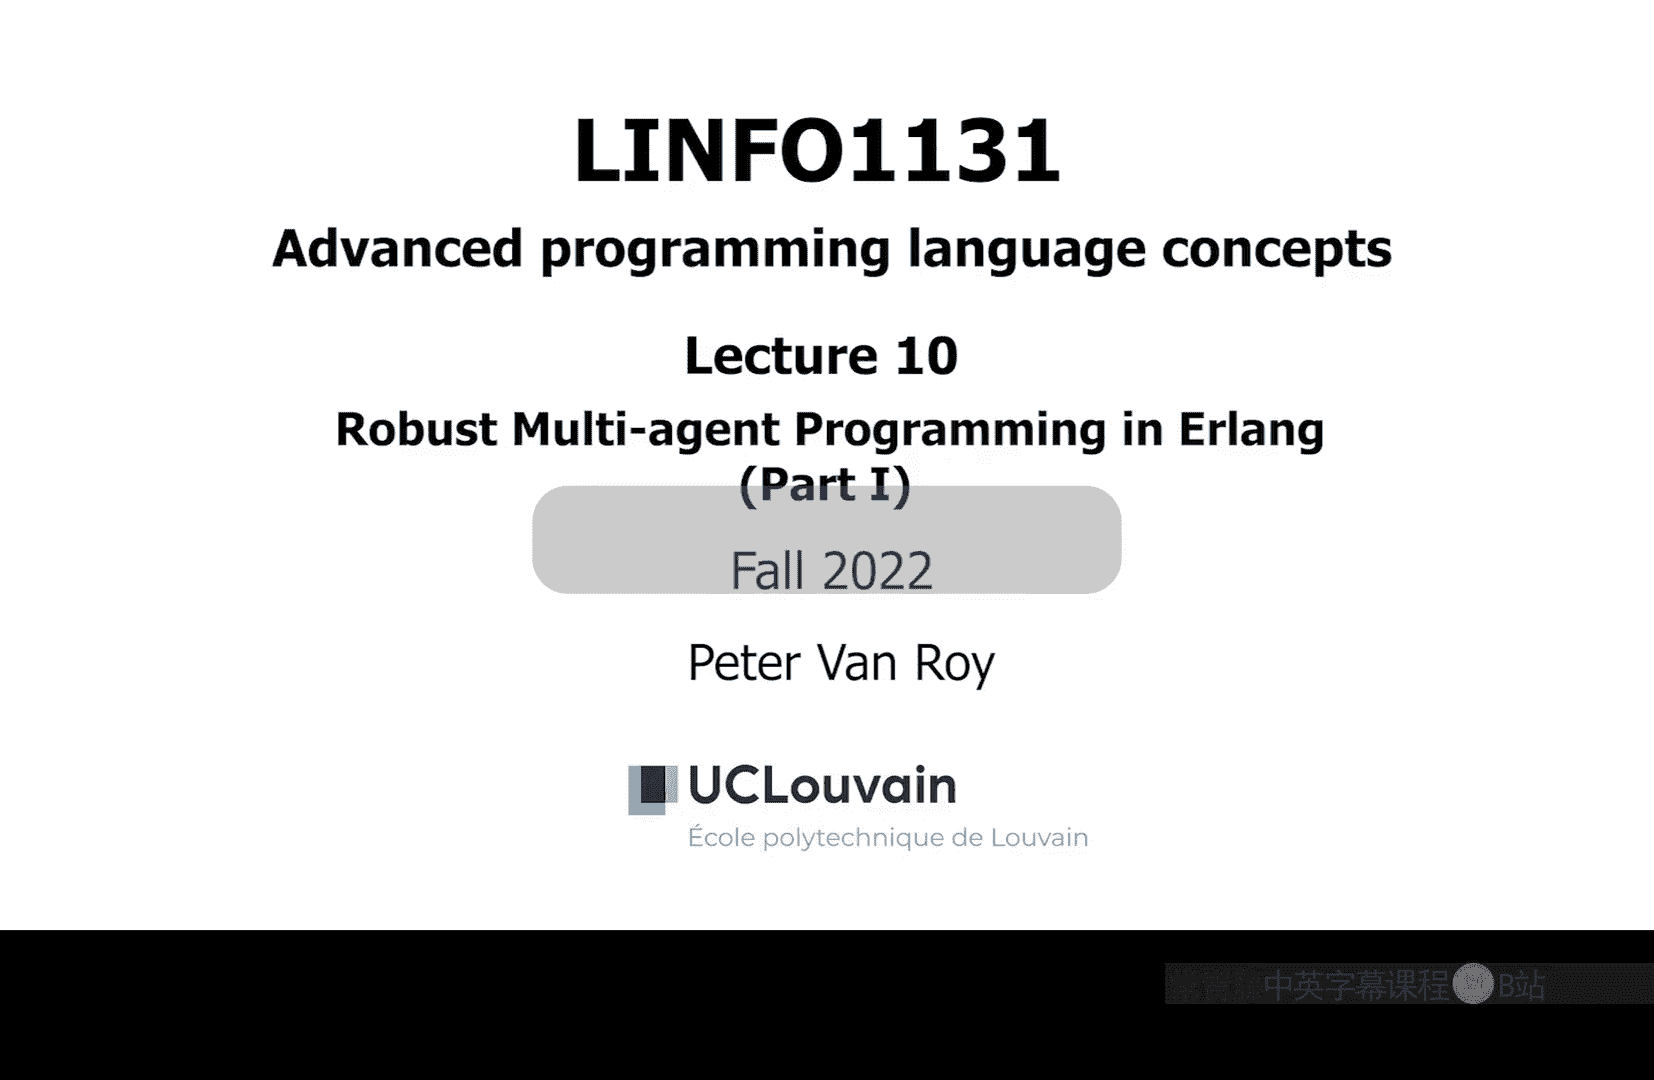 LINFO1131
Advanced programming language concepts
Lecture 10
Robust Multi-agent Programming in Erlang
(Part I)
Fall 2022
Peter Van Roy
UCLouvain
École polytechnique de Louvain
中英字幕课程 B站